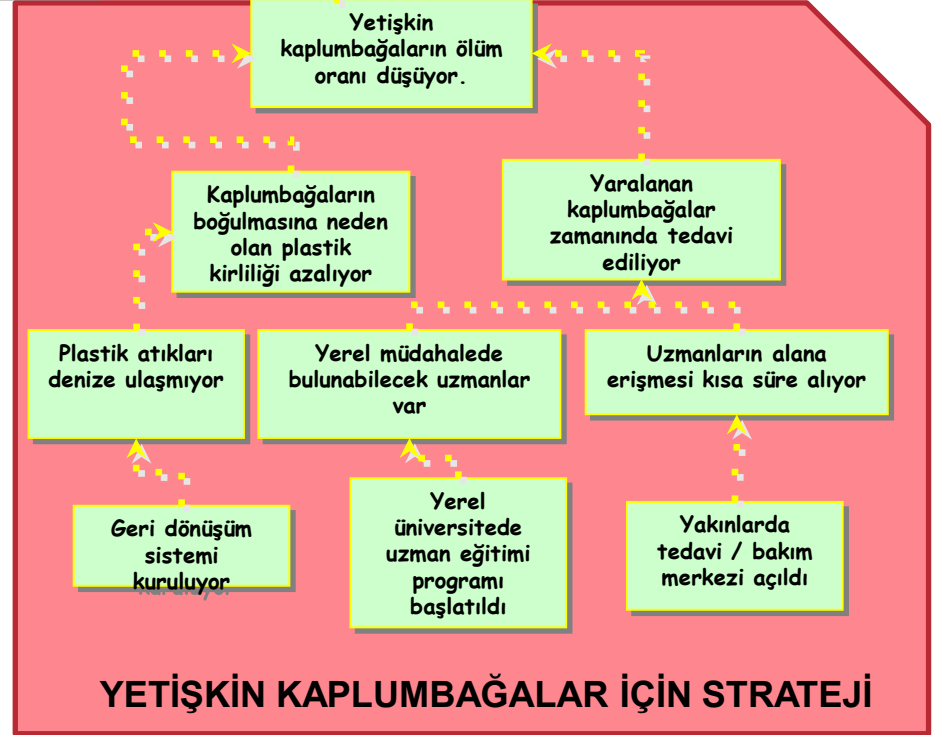 Yetişkin
kaplumbağaların ölüm
oranı düşüyor.
Kaplumbağaların
boğulmasına neden
olan plastik
kirliliği azalıyor
Yaralanan
kaplumbağalar
zamanında tedavi
ediliyor
Plastik atıkları
denize ulaşmıyor
Yerel müdahalede
bulunabilecek uzmanlar
var
Uzmanların alana
erişmesi kısa süre alıyor
Geri dönüşüm
sistemi
kuruluyor
Yerel
üniversitede
uzman eğitimi
programı
başlatıldı
Yakınlarda
tedavi / bakım
merkezi açıldı
YETİŞKİN KAPLUMBAĞALAR İÇİN STRATEJİ